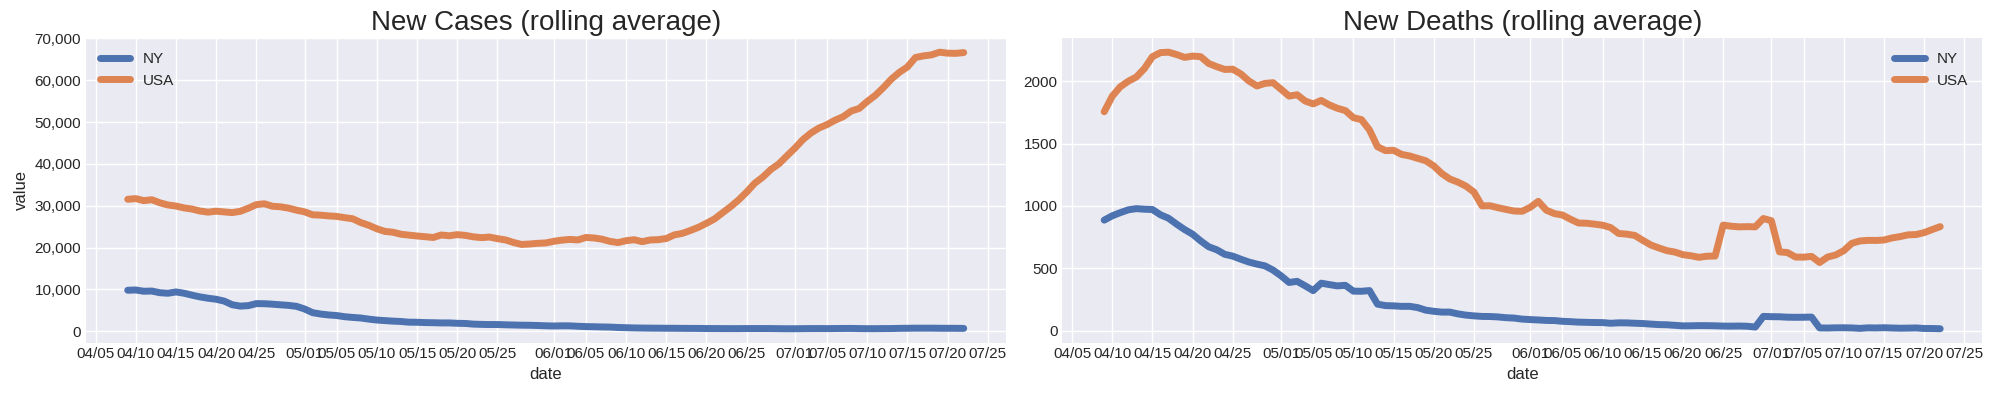 New Cases (rolling average)
70,000
60,000
50,000
40,000
30,000
20,000
10,000
0
value
NY
USA
04/05 04/10 04/15 04/20 04/25 05/01 05/05 05/10 05/15 05/20 05/25 06/01 06/05 06/10 06/15 06/20 06/25 07/01 07/05 07/10 07/15 07/20 07/25
date
New Deaths (rolling average)
2000
1500
1000
500
0
NY
USA
04/05 04/10 04/15 04/20 04/25 05/01 05/05 05/10 05/15 05/20 05/25 06/01 06/05 06/10 06/15 06/20 06/25 07/01 07/05 07/10 07/15 07/20 07/25
date